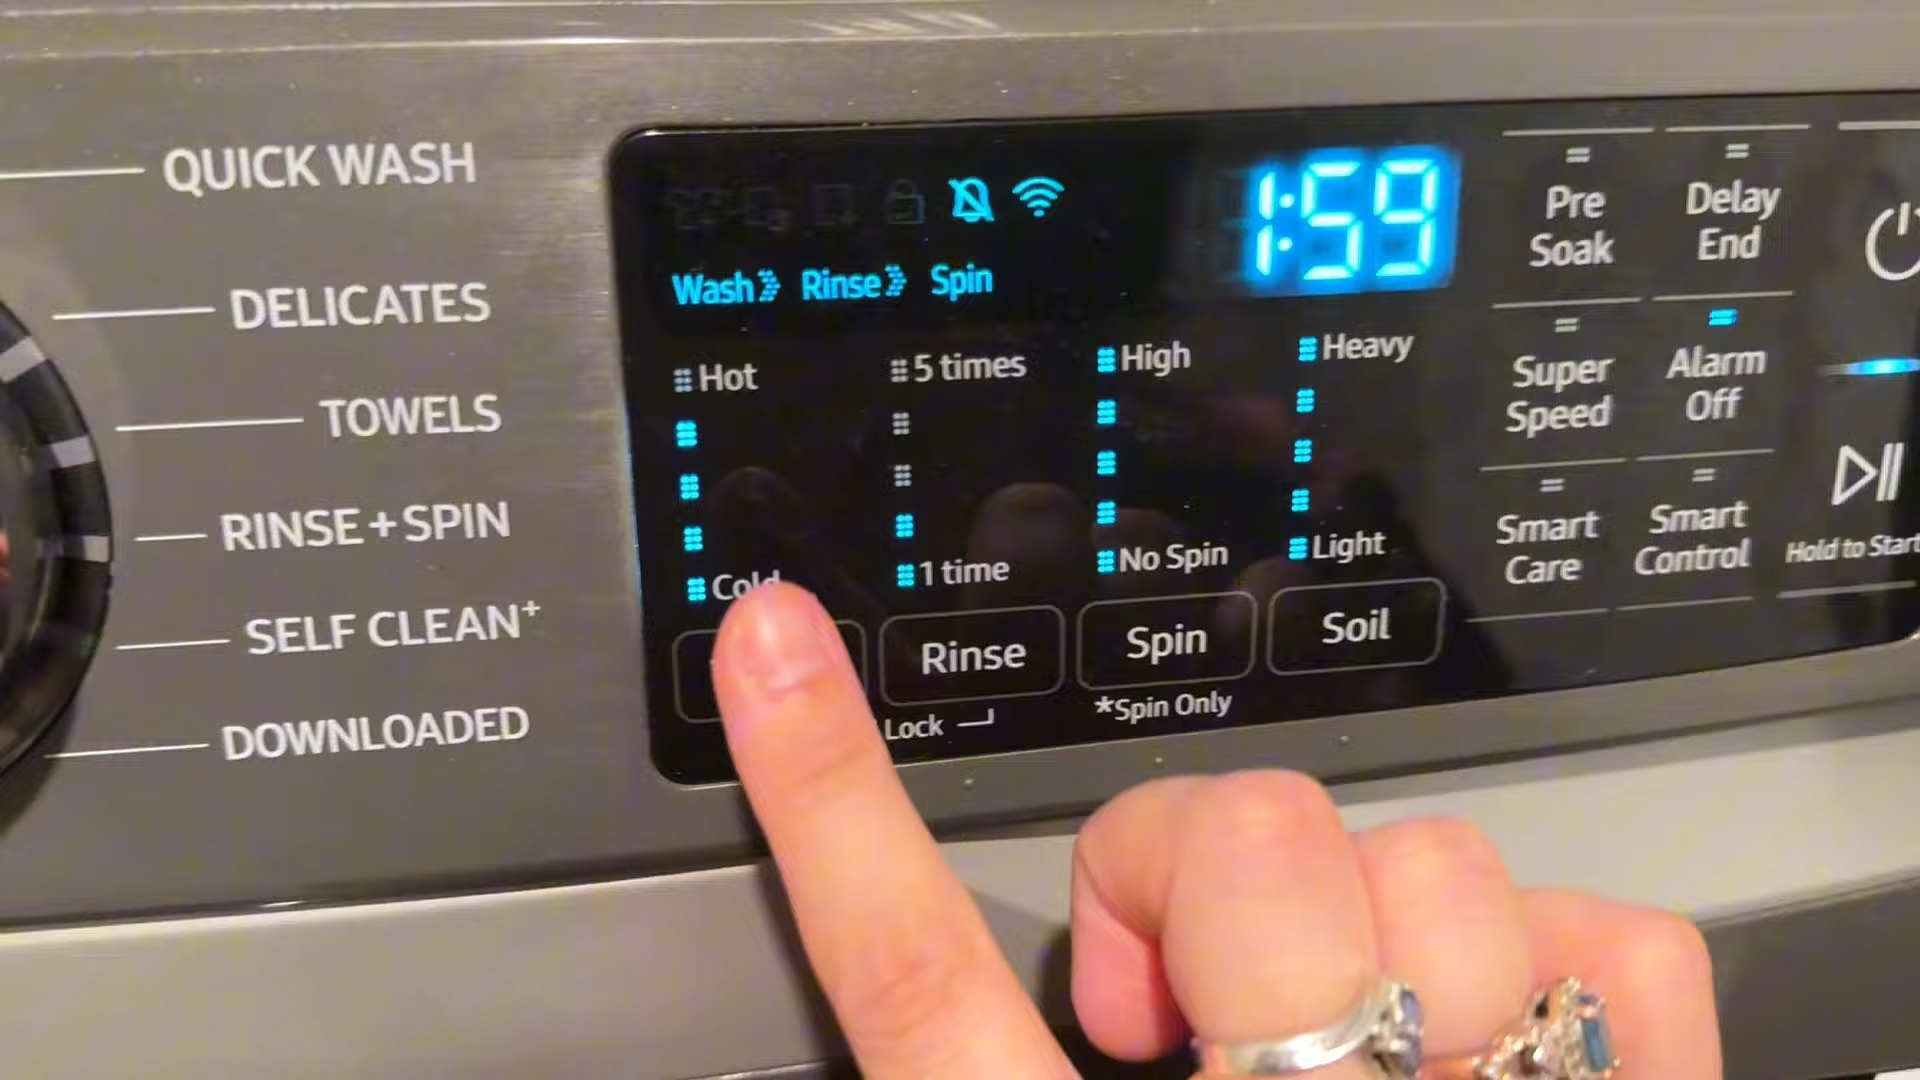 QUICK WASH
DELICATES
TOWELS
RINSE + SPIN
SELF CLEAN+
DOWNLOADED
1:59
Wash Rinse Spin
Hot
Cold
5 times
1 time
Rinse
Lock
High
No Spin
Spin
*Spin Only
Heavy
Light
Soil
Pre
Soak
Delay
End
Super
Speed
Alarm
Off
Smart
Care
Smart
Control
Hold to Start